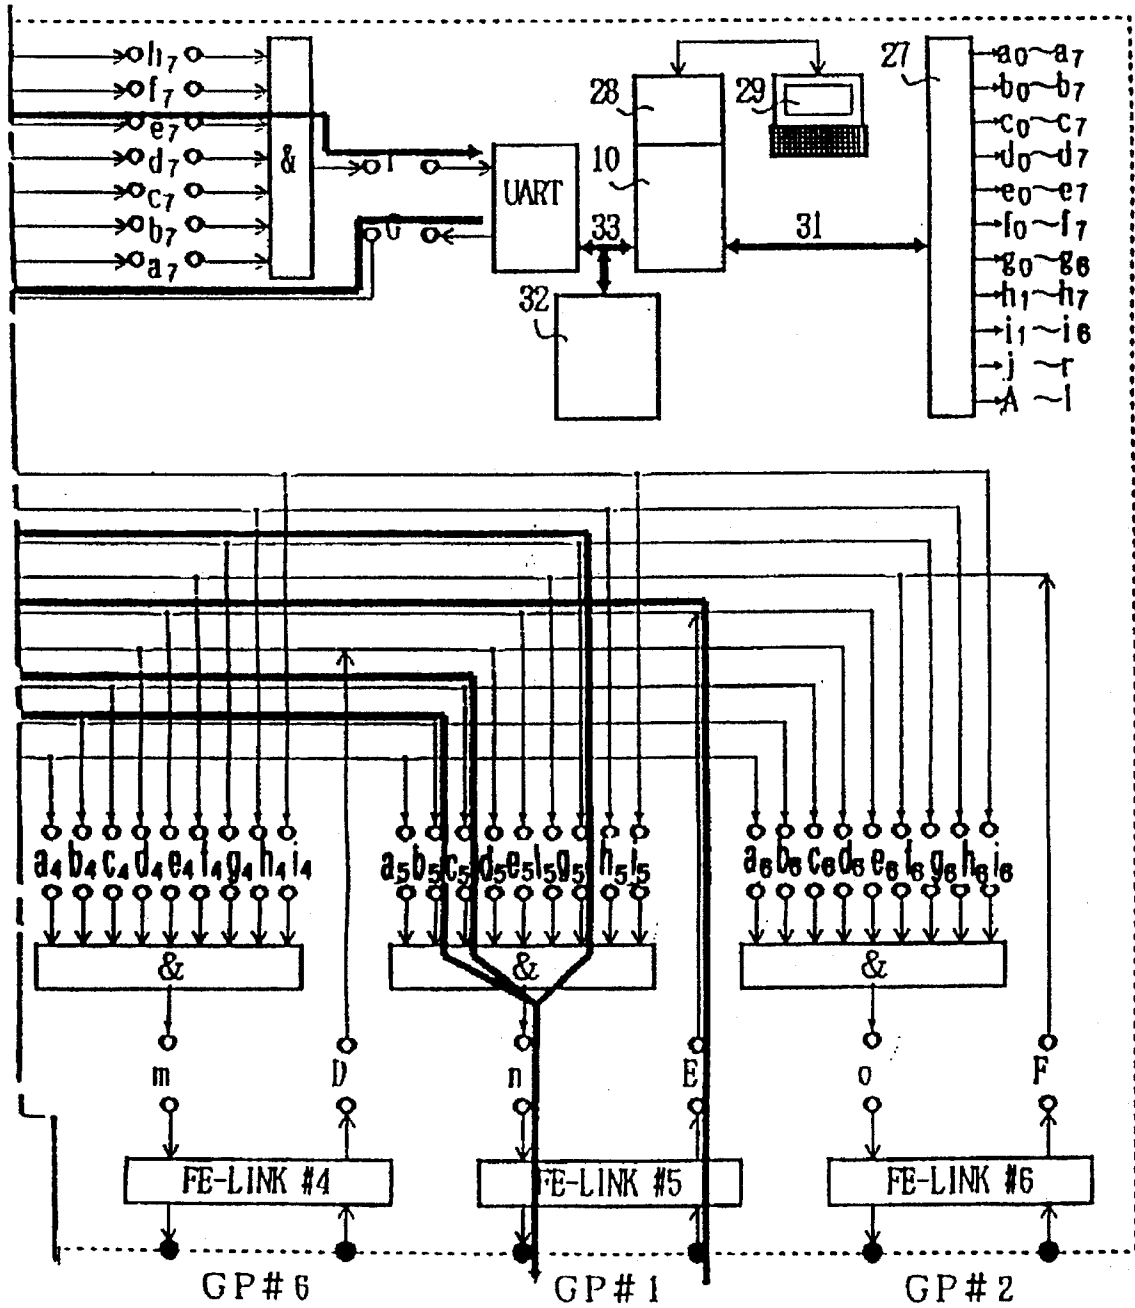 h7
f7
e7
d7
c7
b7
a7
&
UART
28
10
29
33
31
32
27
a0~a7
b0~b7
c0~c7
d0~d7
e0~e7
f0~f7
g0~g6
h1~h7
i1~i6
j~r
A~I
a4 b4 c4 d4 e4 f4 g4 h4 i4
a5 b5 c5 d5 e5 f5 g5 h5 i5
a6 b6 c6 d6 e6 f6 g6 h6 i6
& & &
m D n E o F
FE-LINK #4 FE-LINK #5 FE-LINK #6
GP#6 GP#1 GP#2